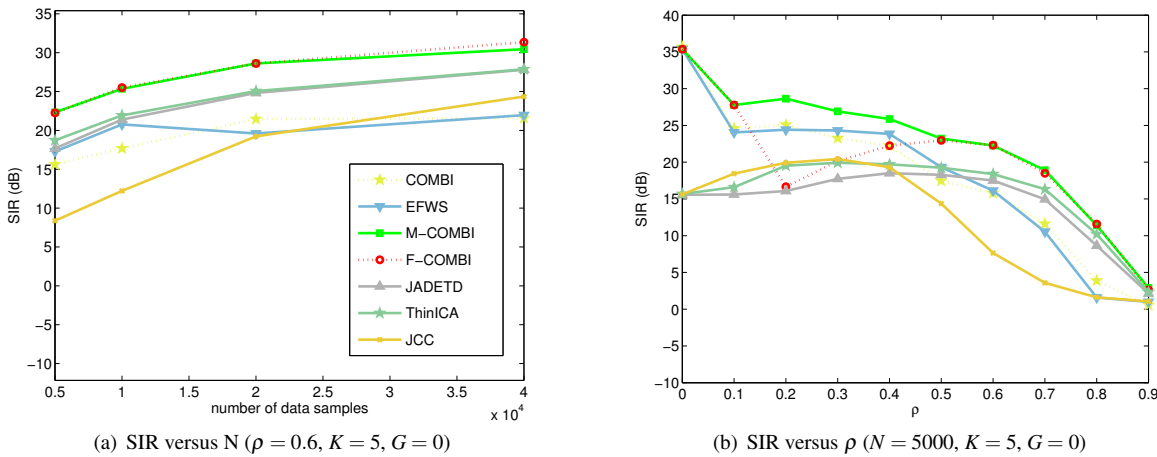 35
30
25
20
15
10
5
0
−5
−10
SIR (dB)
0.5
1
1.5
2
2.5
3
3.5
4
x 10⁴
number of data samples
COMBI
EFWS
M−COMBI
F−COMBI
JADETD
ThinICA
JCC
(a) SIR versus N (ρ = 0.6, K = 5, G = 0)
40
35
30
25
20
15
10
5
0
−5
−10
SIR (dB)
0
0.1
0.2
0.3
0.4
0.5
0.6
0.7
0.8
0.9
ρ
(b) SIR versus ρ (N = 5000, K = 5, G = 0)